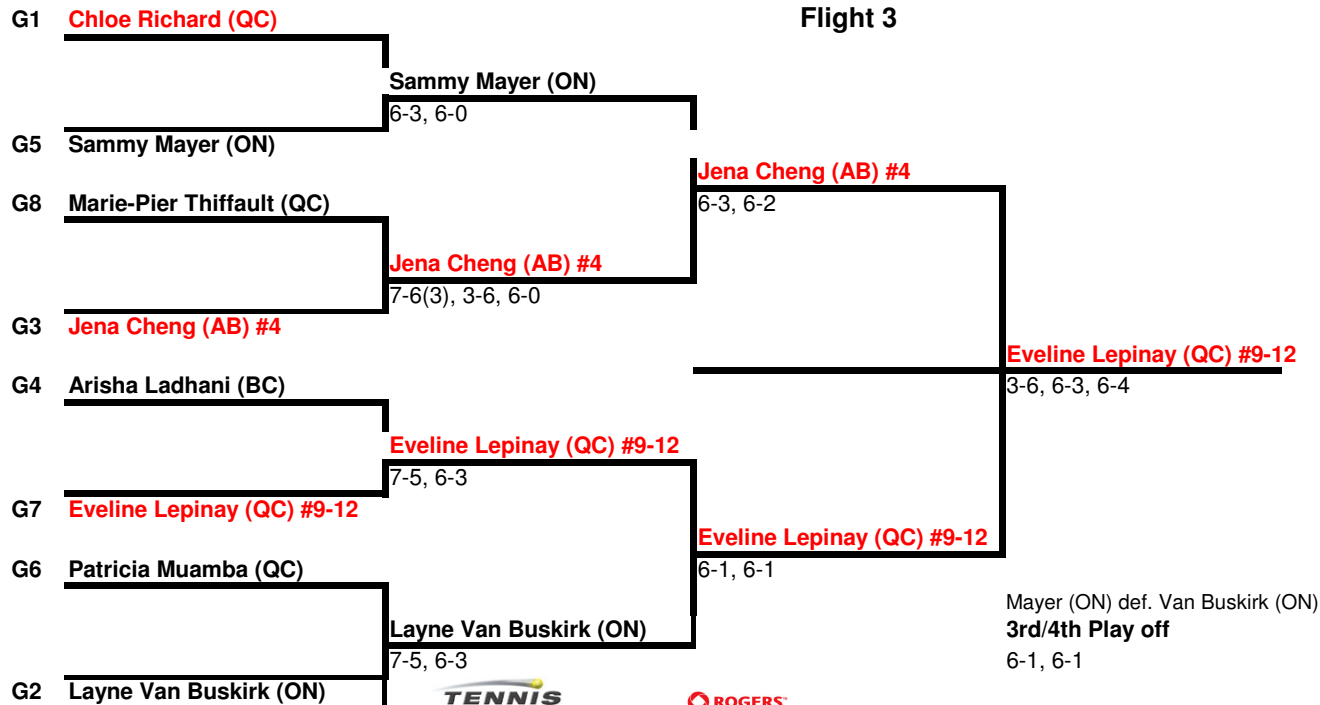 Flight 3
G1 Chloe Richard (QC)
Sammy Mayer (ON)
6-3, 6-0
G5 Sammy Mayer (ON)
Jena Cheng (AB) #4
6-3, 6-2
G8 Marie-Pier Thiffault (QC)
Jena Cheng (AB) #4
7-6(3), 3-6, 6-0
G3 Jena Cheng (AB) #4
Eveline Lepinay (QC) #9-12
3-6, 6-3, 6-4
G4 Arisha Ladhani (BC)
Eveline Lepinay (QC) #9-12
7-5, 6-3
G7 Eveline Lepinay (QC) #9-12
Eveline Lepinay (QC) #9-12
6-1, 6-1
G6 Patricia Muamba (QC)
Layne Van Buskirk (ON)
7-5, 6-3
G2 Layne Van Buskirk (ON)
Mayer (ON) def. Van Buskirk (ON)
3rd/4th Play off
6-1, 6-1
TENNIS
ROGERS™